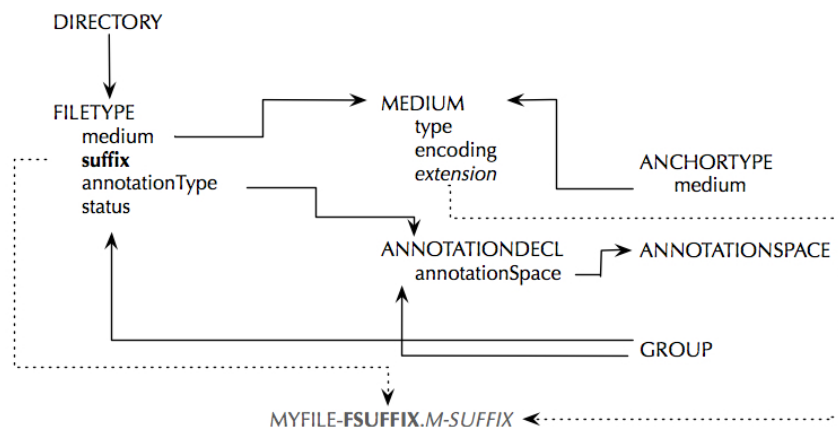 DIRECTORY
FILETYPE
medium
suffix
annotationType
status
MEDIUM
type
encoding
extension
ANCHORTYPE
medium
ANNOTATIONDECL
annotationSpace
ANNOTATIONSPACE
GROUP
MYFILE-FSUFFIX.M-SUFFIX